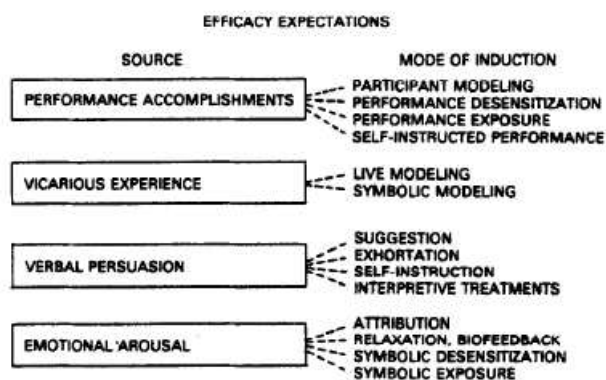 EFFICACY EXPECTATIONS
SOURCE MODE OF INDUCTION
PERFORMANCE ACCOMPLISHMENTS
PARTICIPANT MODELING
PERFORMANCE DESENSITIZATION
PERFORMANCE EXPOSURE
SELF-INSTRUCTED PERFORMANCE
VICARIOUS EXPERIENCE
LIVE MODELING
SYMBOLIC MODELING
VERBAL PERSUASION
SUGGESTION
EXHORTATION
SELF-INSTRUCTION
INTERPRETIVE TREATMENTS
EMOTIONAL AROUSAL
ATTRIBUTION
RELAXATION, BIOFEEDBACK
SYMBOLIC DESENSITIZATION
SYMBOLIC EXPOSURE